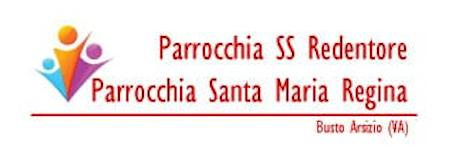 Parrocchia SS Redentore
Parrocchia Santa Maria Regina
Busto Arsizio (VA)